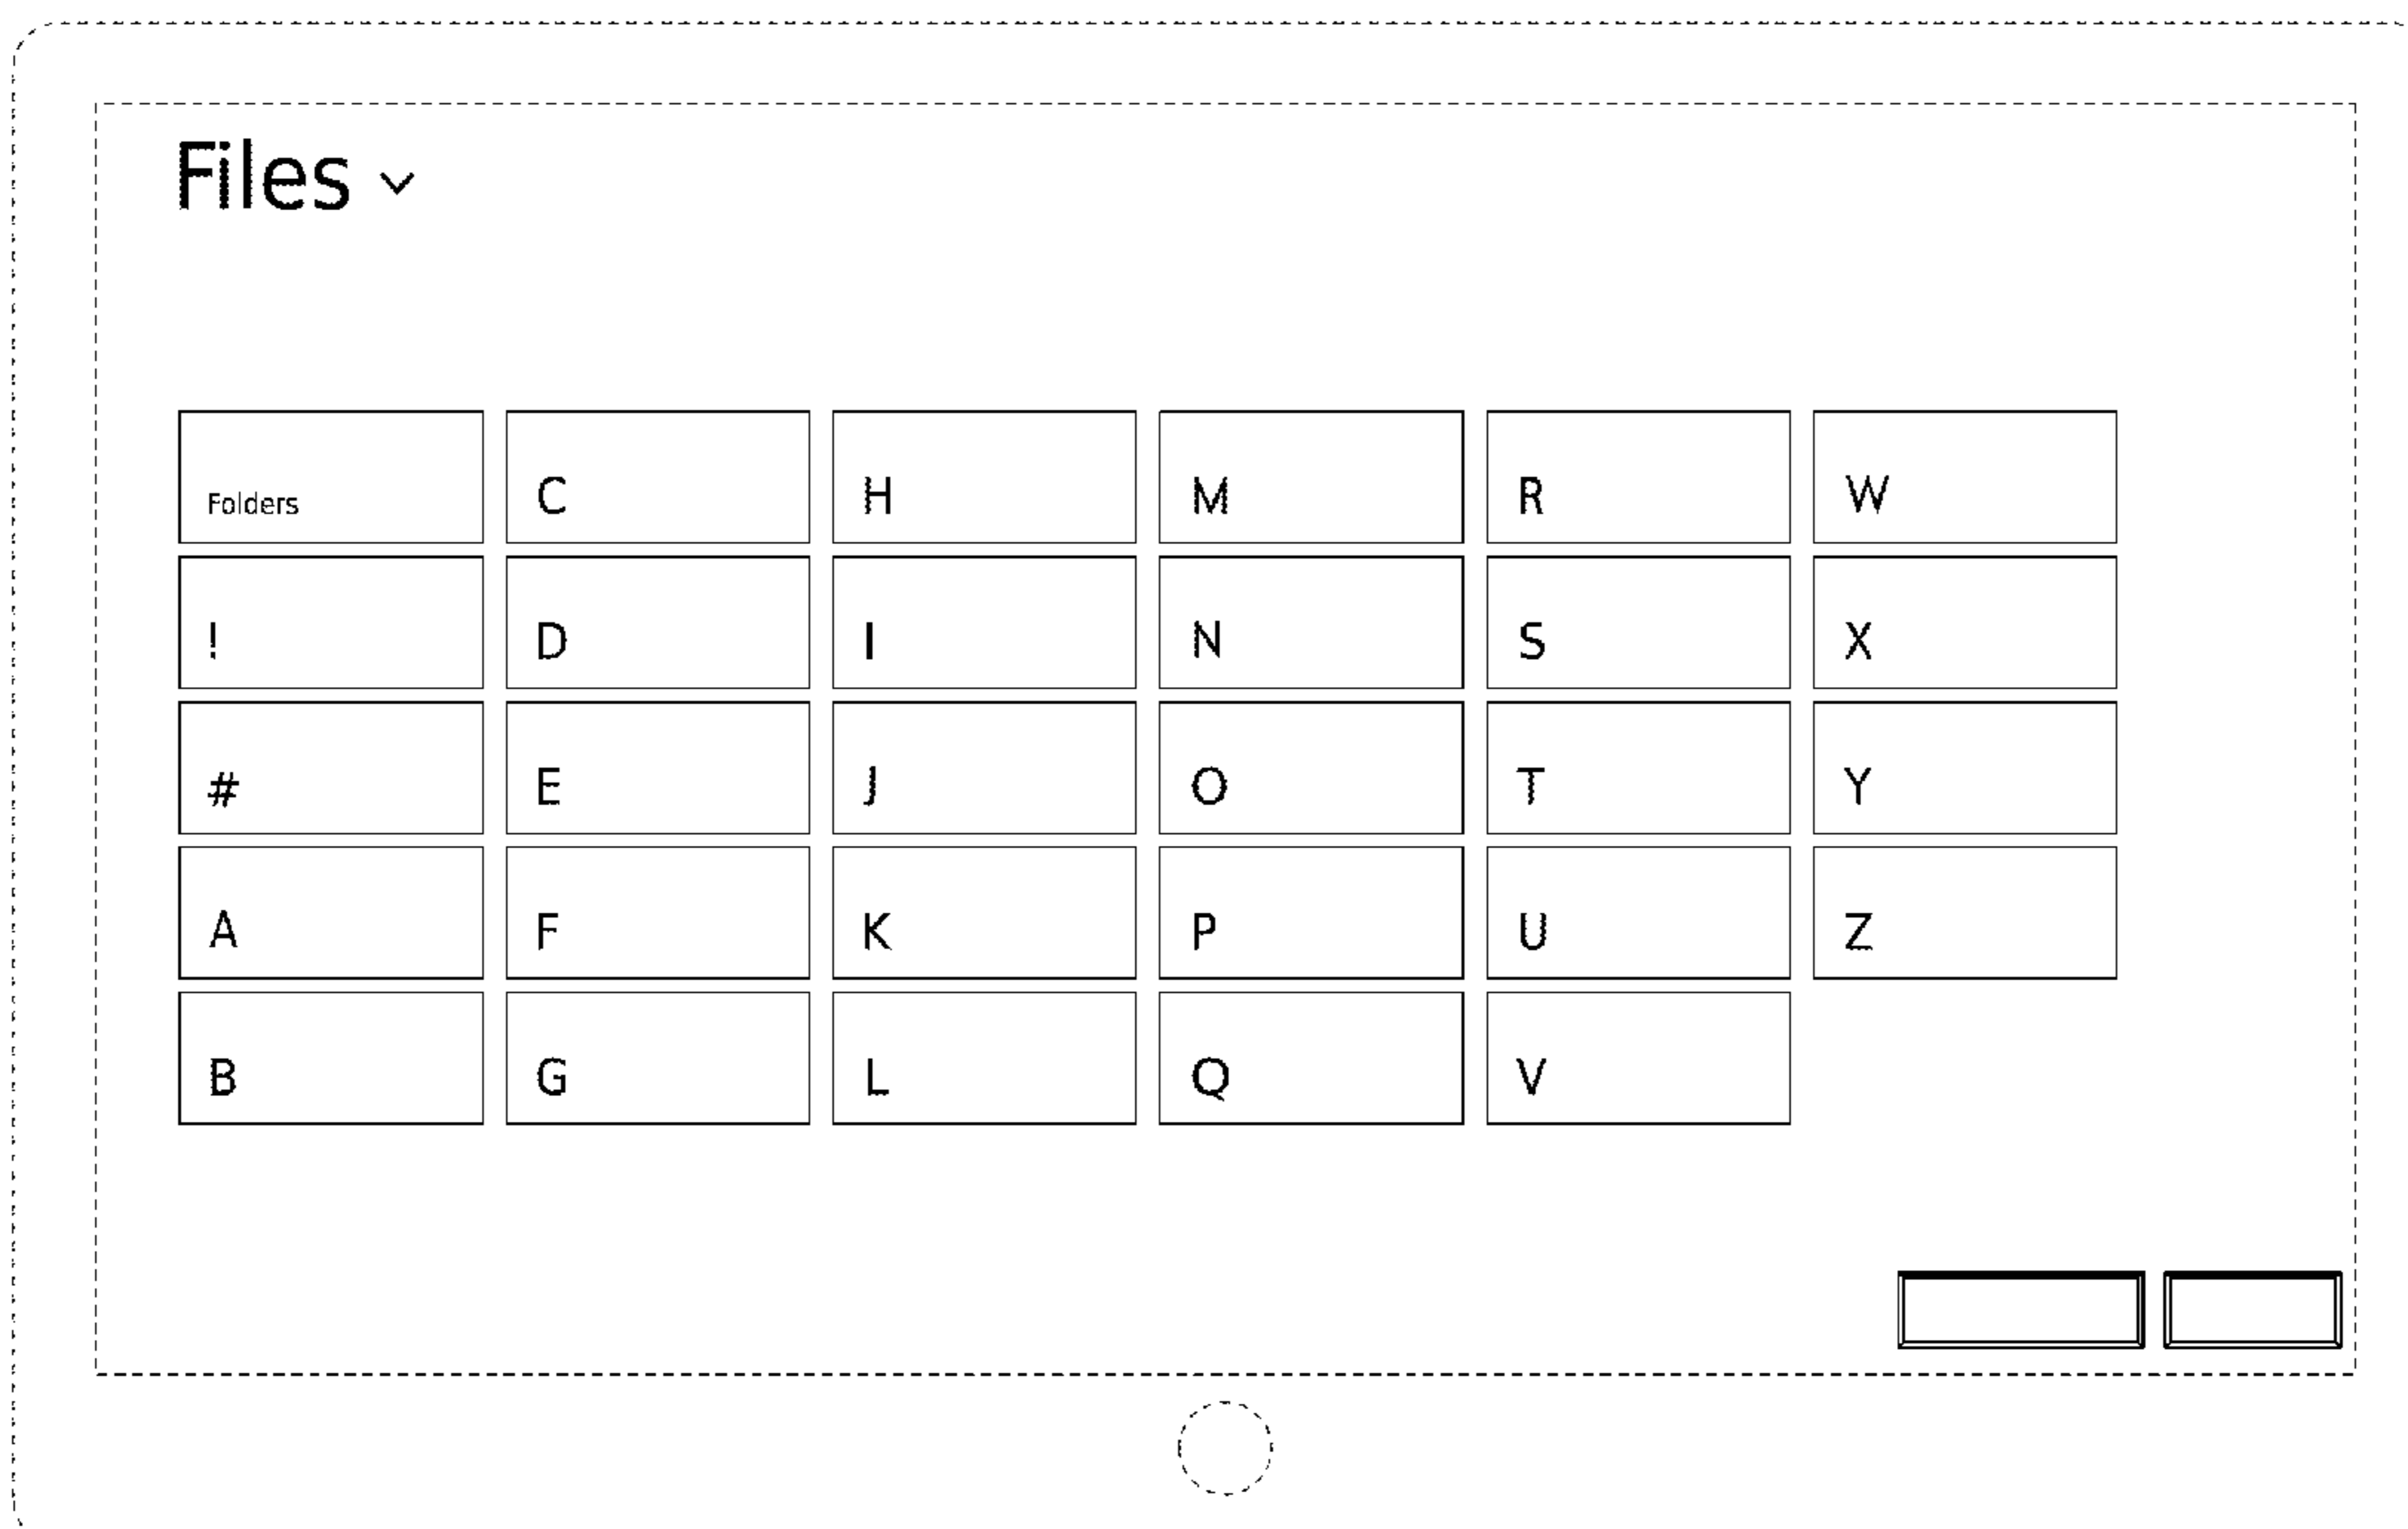 Files
Folders C H M R W
! D I N S X
# E J O T Y
A F K P U Z
B G L Q V